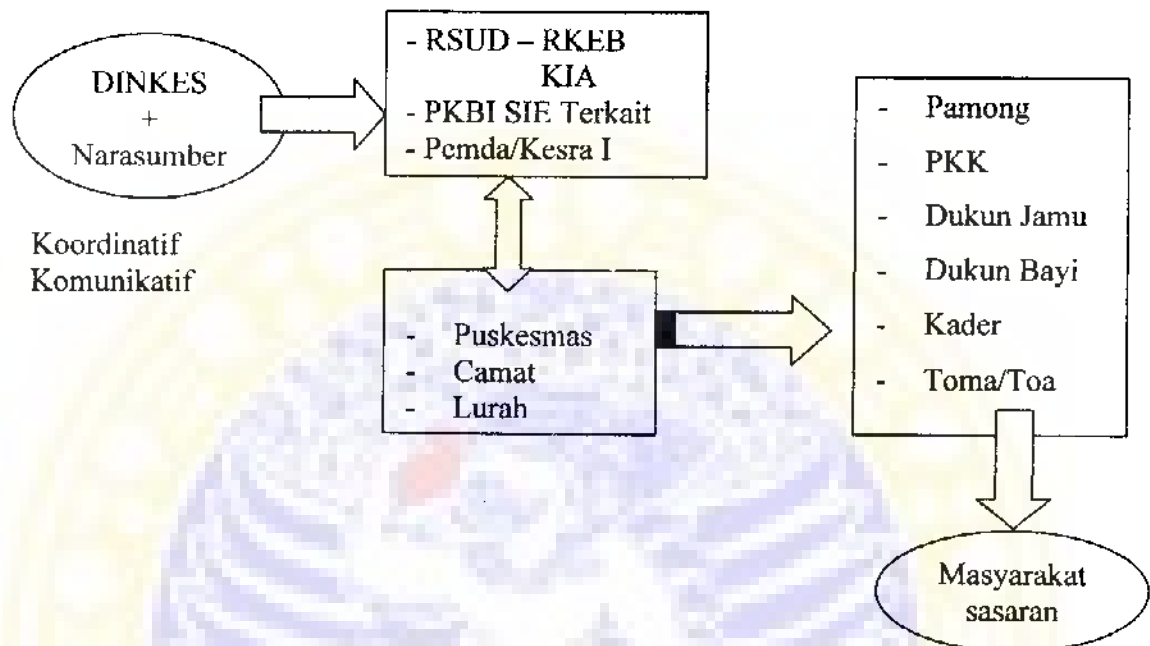 DINKES
+
Narasumber
Koordinatif
Komunikatif
- RSUD – RKEB
KIA
- PKBI SIE Terkait
- Pemda/Kesra I
- Puskesmas
- Camat
- Lurah
- Pamong
- PKK
- Dukun Jamu
- Dukun Bayi
- Kader
- Toma/Toa
Masyarakat
sasaran